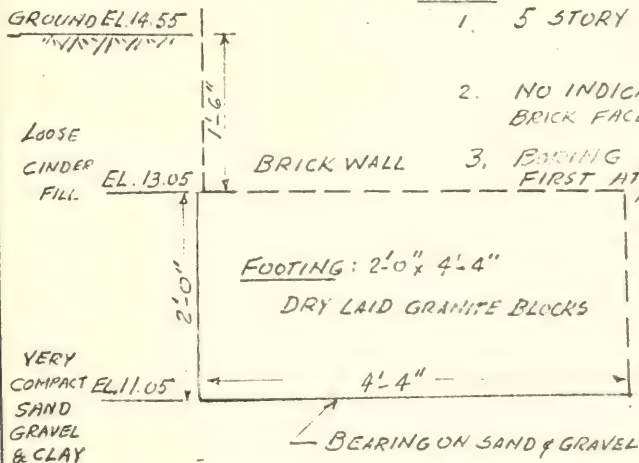 GROUND EL. 14.55
1. 5 STORY
1'-6"
2. NO INDICA
BRICK FAC
LOOSE
CINDER
FILL
EL. 13.05
BRICK WALL
3. BORING
FIRST AT
2'-0"
FOOTING: 2'-0" x 4'-4"
DRY LAID GRANITE BLOCKS
VERY
COMPACT
SAND
GRAVEL
& CLAY
EL. 11.05
4'-4"
BEARING ON SAND & GRAVEL